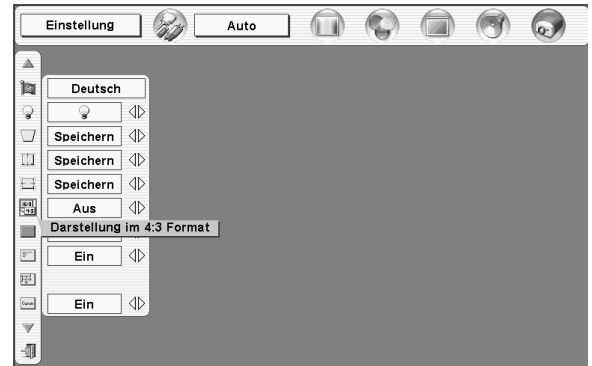 Einstellung
Auto
Deutsch
Speichern
Speichern
Speichern
Aus
Darstellung im 4:3 Format
Ein
Ein